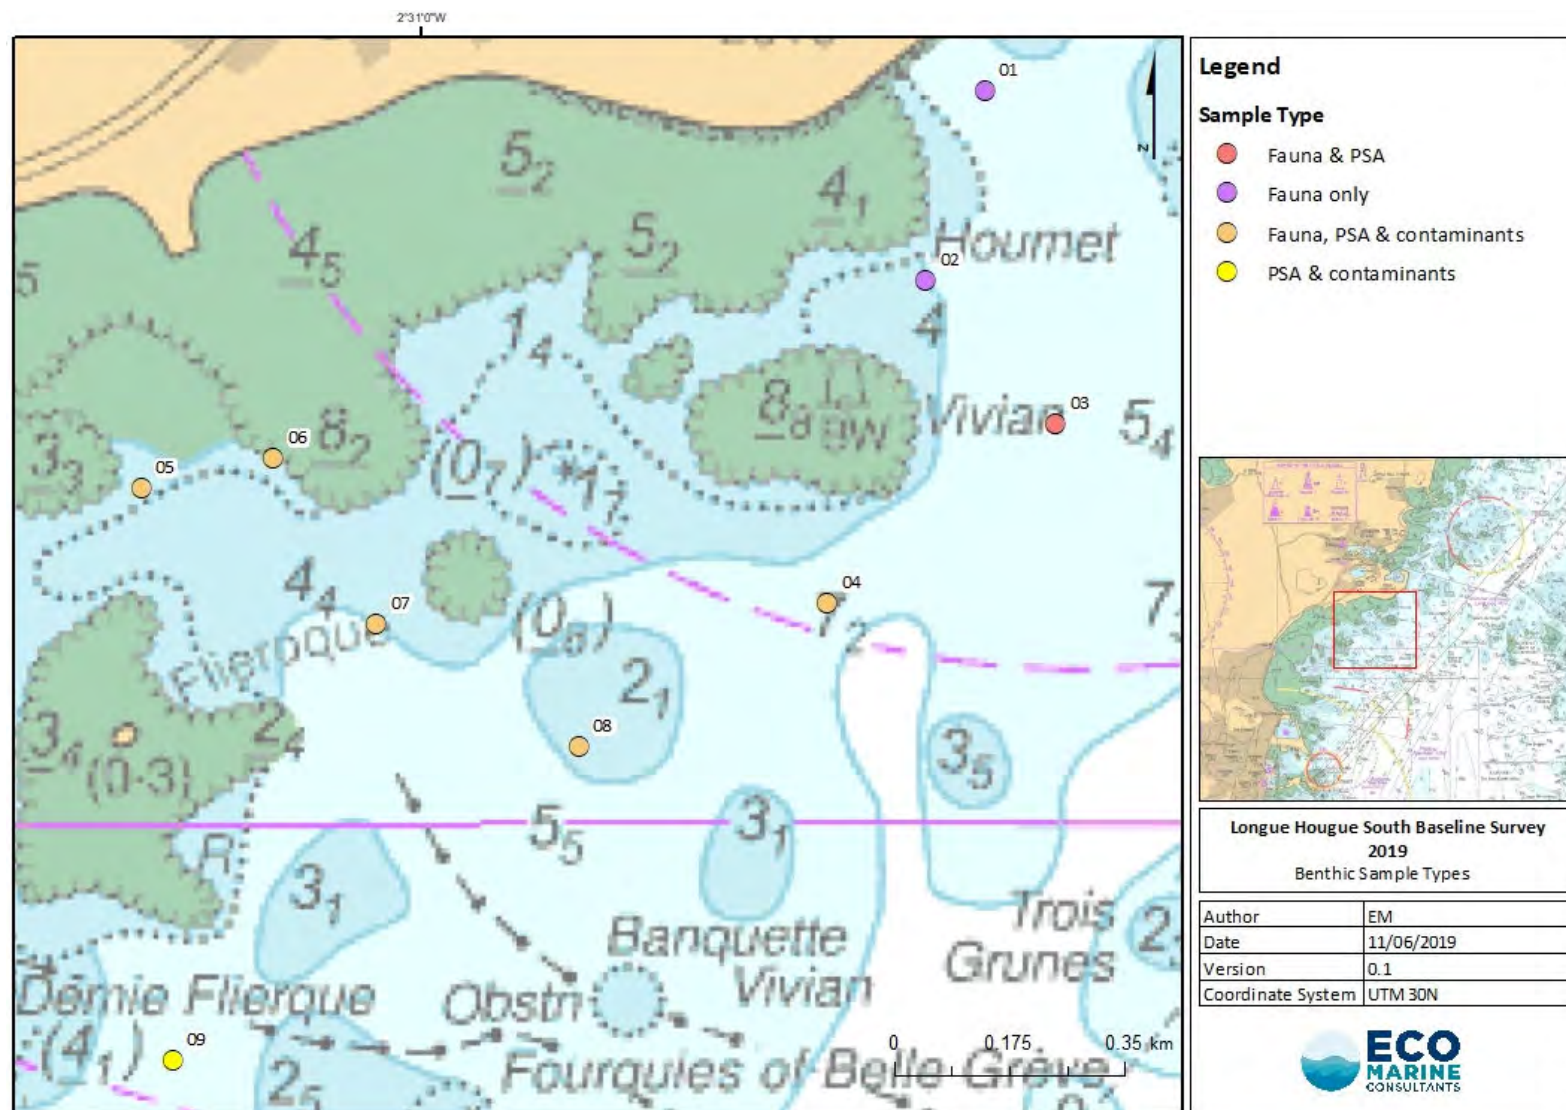 2°31'0"W
01
5₂
4₁
Houmet
5₂
02
4₅
5
4
1₄
8₈
Vivian
03
5₄
06
8₂
3₃
05
(0₇)
1₇
4₄
07
04
7₂
(0₈)
Flieroque
2₁
08
3₄
(0·3)
2₄
3₅
5₅
3₁
R
3₁
Trois
Grunes
Banquette
Vivian
2
Demie Flierque
Obstn
(4₁)
09
2₅
Fourquies of Belle Grève
0 0.175 0.35 km
Legend
Sample Type
Fauna & PSA
Fauna only
Fauna, PSA & contaminants
PSA & contaminants
Longue Hougue South Baseline Survey
2019
Benthic Sample Types
Author EM
Date 11/06/2019
Version 0.1
Coordinate System UTM 30N
ECO
MARINE
CONSULTANTS